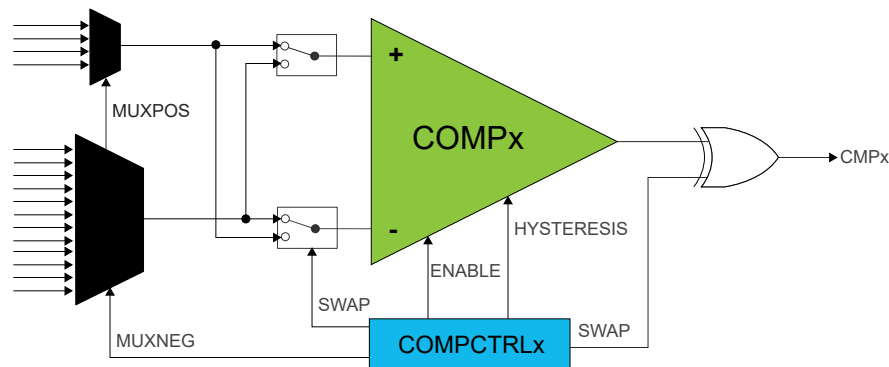 +
MUXPOS
COMPx
CMPx
-
HYSTERESIS
ENABLE
SWAP
SWAP
COMPCTRLx
MUXNEG